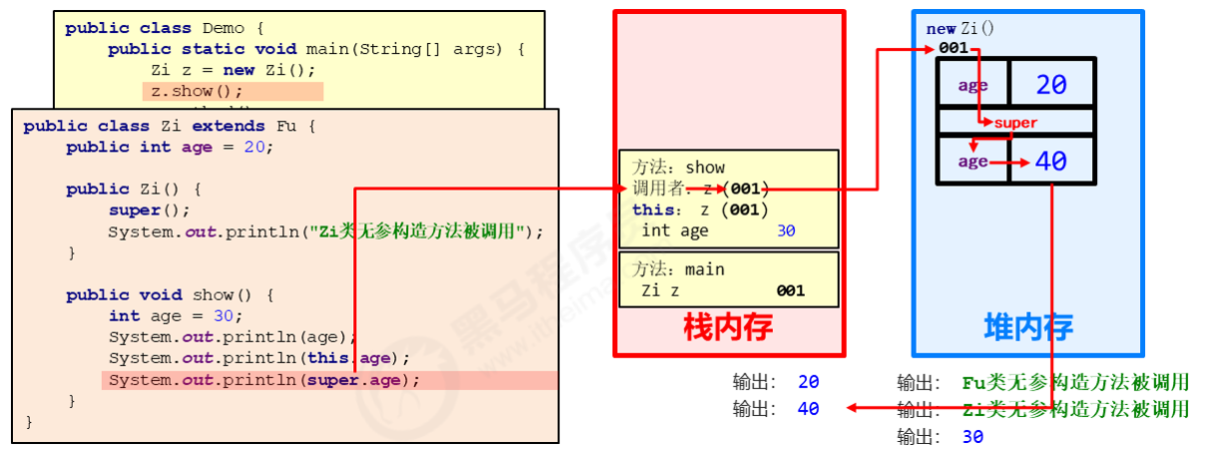 public class Demo {
public static void main(String[] args) {
Zi z = new Zi();
z.show();
public class Zi extends Fu {
public int age = 20;
public Zi() {
super();
System.out.println("Zi类无参构造方法被调用");
}
public void show() {
int age = 30;
System.out.println(age);
System.out.println(this.age);
System.out.println(super.age);
}
}
方法：show
调用者：z (001)
this： z (001)
int age 30
方法：main
Zi z 001
栈内存
new Zi()
001
age 20
super
age 40
堆内存
输出： 20
输出： 40
输出： Fu类无参构造方法被调用
输出： Zi类无参构造方法被调用
输出： 30